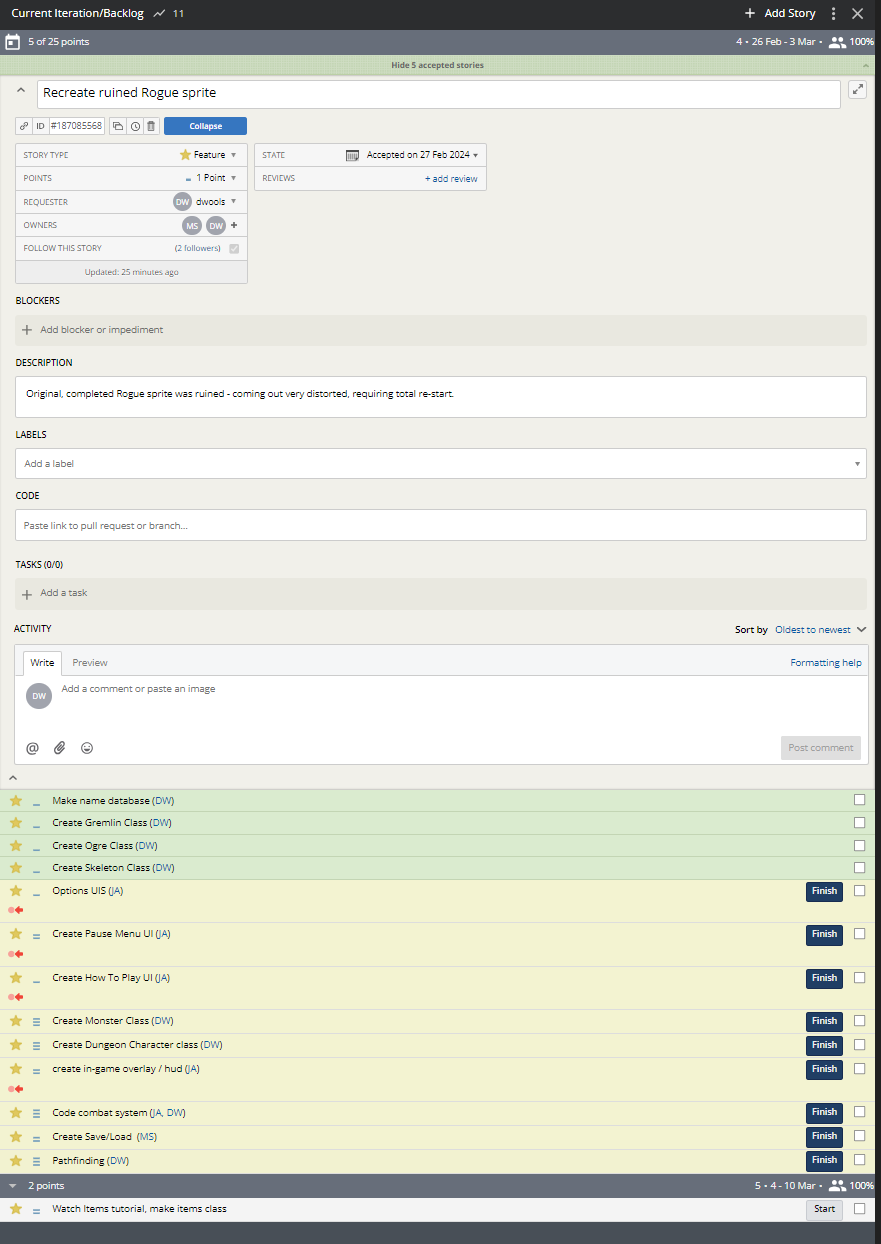 Current Iteration/Backlog 11 + Add Story
5 of 25 points 4 • 26 Feb - 3 Mar • 100%
Hide 5 accepted stories
Recreate ruined Rogue sprite
ID #187085568 Collapse
STORY TYPE Feature
STATE Accepted on 27 Feb 2024
POINTS 1 Point
REVIEWS + add review
REQUESTER DW dwools
OWNERS MS DW +
FOLLOW THIS STORY (2 followers)
Updated: 25 minutes ago
BLOCKERS
+ Add blocker or impediment
DESCRIPTION
Original, completed Rogue sprite was ruined - coming out very distorted, requiring total re-start.
LABELS
Add a label
CODE
Paste link to pull request or branch...
TASKS (0/0)
+ Add a task
ACTIVITY Sort by Oldest to newest
Write Preview Formatting help
DW Add a comment or paste an image
@ Post comment
Make name database (DW)
Create Gremlin Class (DW)
Create Ogre Class (DW)
Create Skeleton Class (DW)
Options UIS (JA) Finish
Create Pause Menu UI (JA) Finish
Create How To Play UI (JA) Finish
Create Monster Class (DW) Finish
Create Dungeon Character class (DW) Finish
create in-game overlay / hud (JA) Finish
Code combat system (JA, DW) Finish
Create Save/Load (MS) Finish
Pathfinding (DW) Finish
2 points 5 • 4 - 10 Mar • 100%
Watch Items tutorial, make items class Start